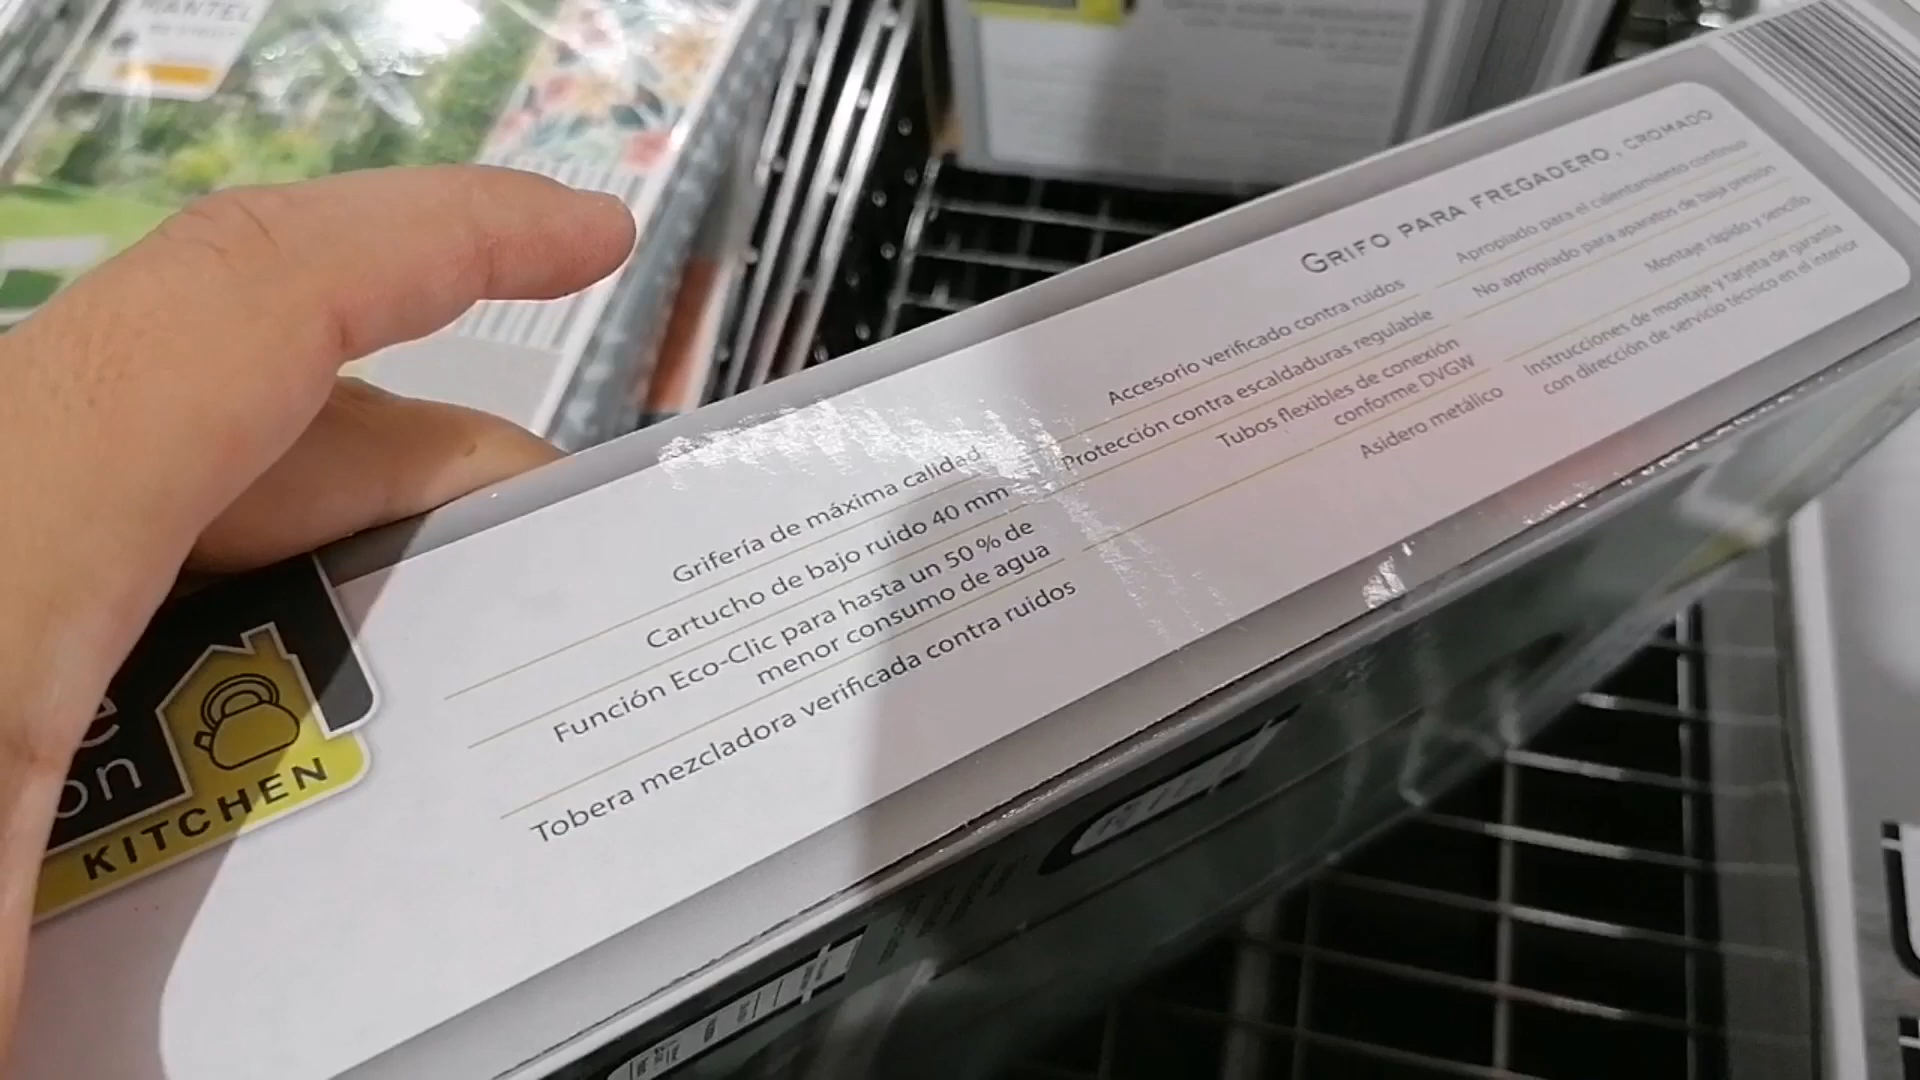 MANTEL
GRIFO PARA FREGADERO, CROMADO
Grifería de máxima calidad
Cartucho de bajo ruido 40 mm
Función Eco-Clic para hasta un 50 % de
menor consumo de agua
Tobera mezcladora verificada contra ruidos
Accesorio verificado contra ruidos
Protección contra escaldaduras regulable
Tubos flexibles de conexión
conforme DVGW
Asidero metálico
Apropiado para el calentamiento continuo
No apropiado para aparatos de baja presión
Montaje rápido y sencillo
Instrucciones de montaje y tarjeta de garantía
con dirección de servicio técnico en el interior
e
on
KITCHEN